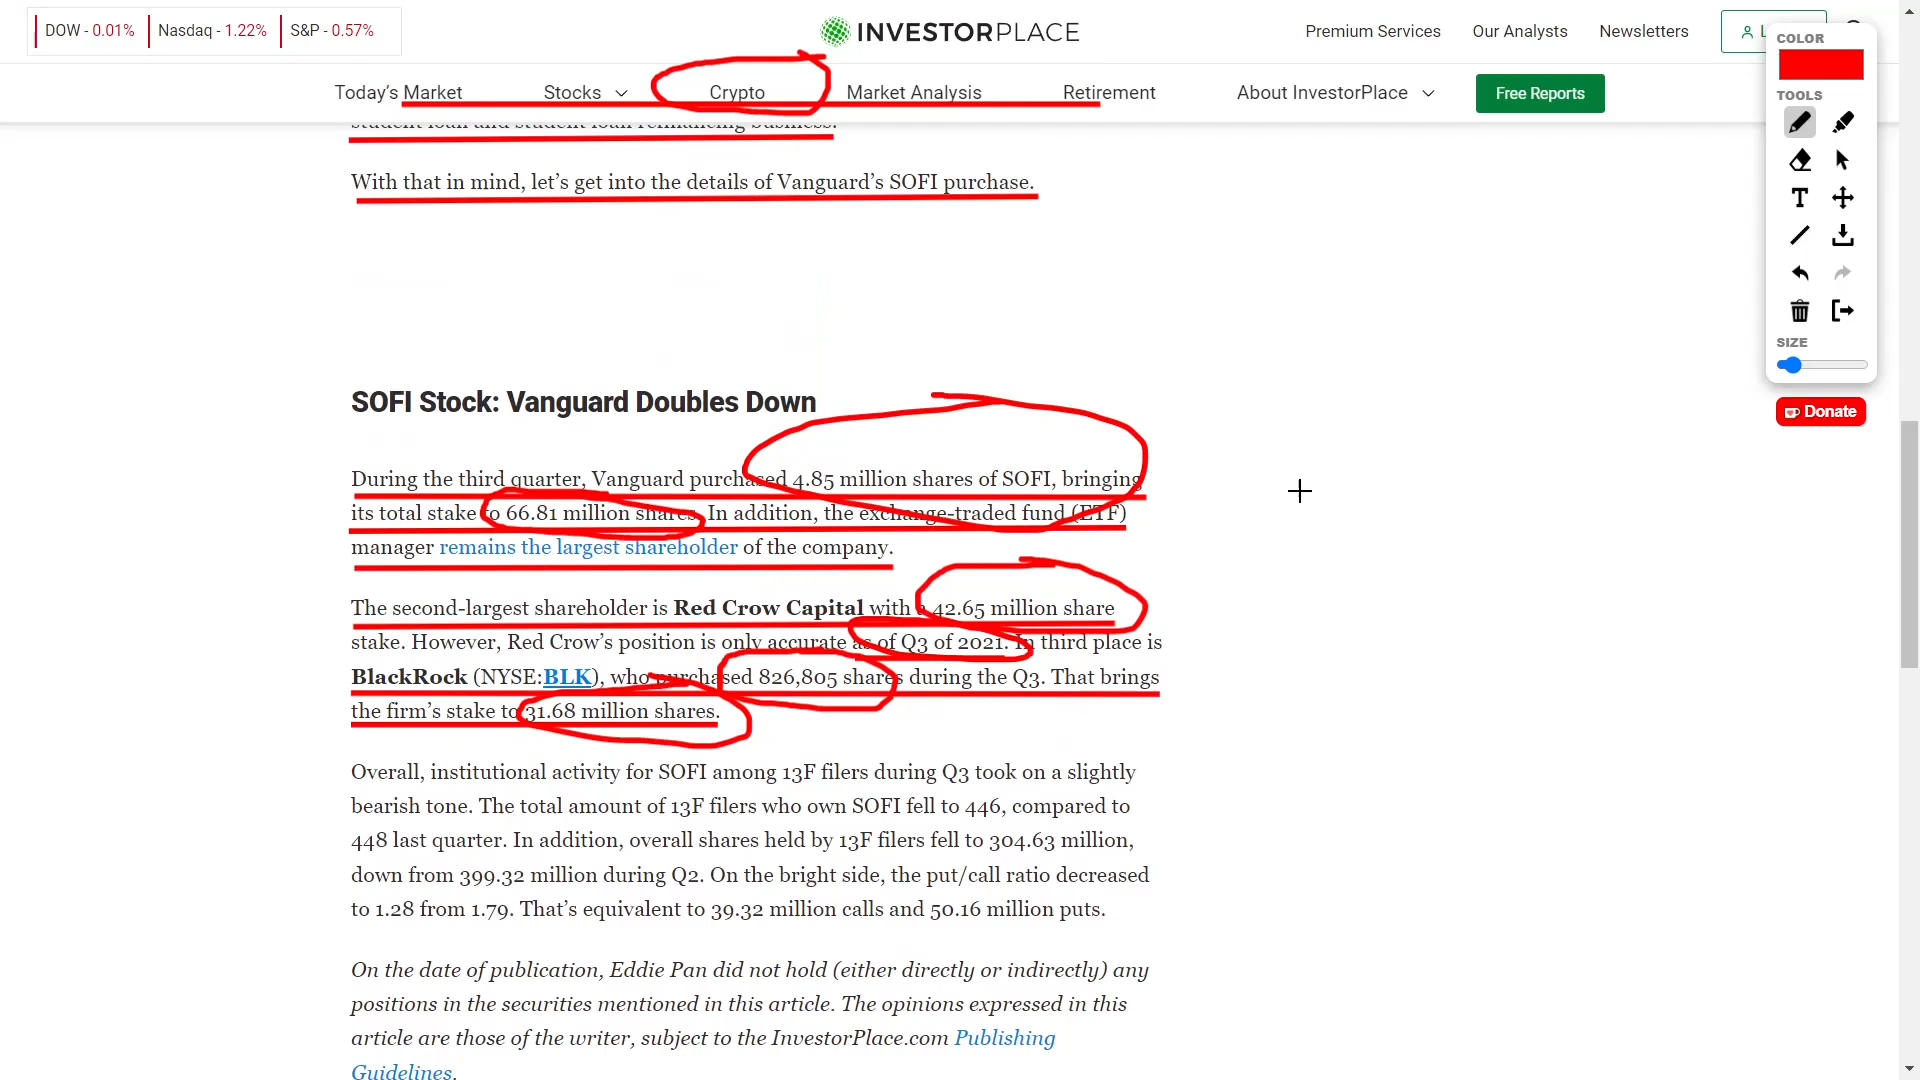 DOW - 0.01% Nasdaq - 1.22% S&P - 0.57%
INVESTORPLACE
Premium Services Our Analysts Newsletters
Today's Market Stocks Crypto Market Analysis Retirement About InvestorPlace Free Reports
student loan and student loan refinancing business.
With that in mind, let's get into the details of Vanguard's SOFI purchase.
SOFI Stock: Vanguard Doubles Down
During the third quarter, Vanguard purchased 4.85 million shares of SOFI, bringing
its total stake to 66.81 million shares. In addition, the exchange-traded fund (ETF)
manager remains the largest shareholder of the company.
The second-largest shareholder is Red Crow Capital with a 42.65 million share
stake. However, Red Crow's position is only accurate as of Q3 of 2021. In third place is
BlackRock (NYSE:BLK), who purchased 826,805 shares during the Q3. That brings
the firm's stake to 31.68 million shares.
Overall, institutional activity for SOFI among 13F filers during Q3 took on a slightly
bearish tone. The total amount of 13F filers who own SOFI fell to 446, compared to
448 last quarter. In addition, overall shares held by 13F filers fell to 304.63 million,
down from 399.32 million during Q2. On the bright side, the put/call ratio decreased
to 1.28 from 1.79. That's equivalent to 39.32 million calls and 50.16 million puts.
On the date of publication, Eddie Pan did not hold (either directly or indirectly) any
positions in the securities mentioned in this article. The opinions expressed in this
article are those of the writer, subject to the InvestorPlace.com Publishing
Guidelines.
COLOR
TOOLS
T
SIZE
Donate